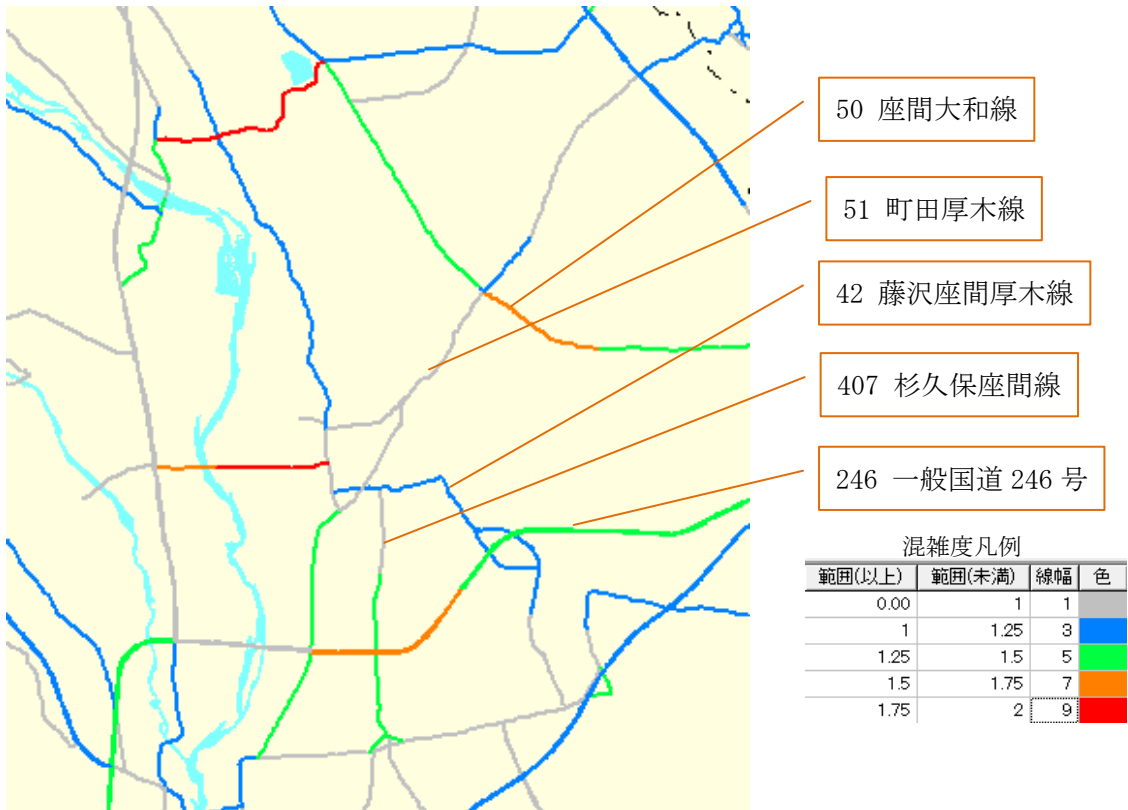 50 座間大和線
51 町田厚木線
42 藤沢座間厚木線
407 杉久保座間線
246 一般国道 246 号
混雑度凡例
範囲(以上) 範囲(未満) 線幅 色
0.00 1 1
1 1.25 3
1.25 1.5 5
1.5 1.75 7
1.75 2 9